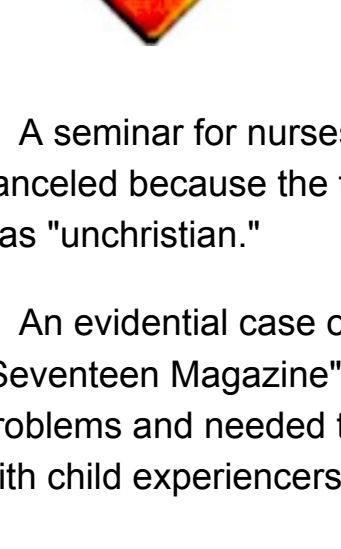 A seminar for nurses
anceled because the
as "unchristian."
An evidential case
Seventeen Magazine"
roblems and needed
ith child experiencers